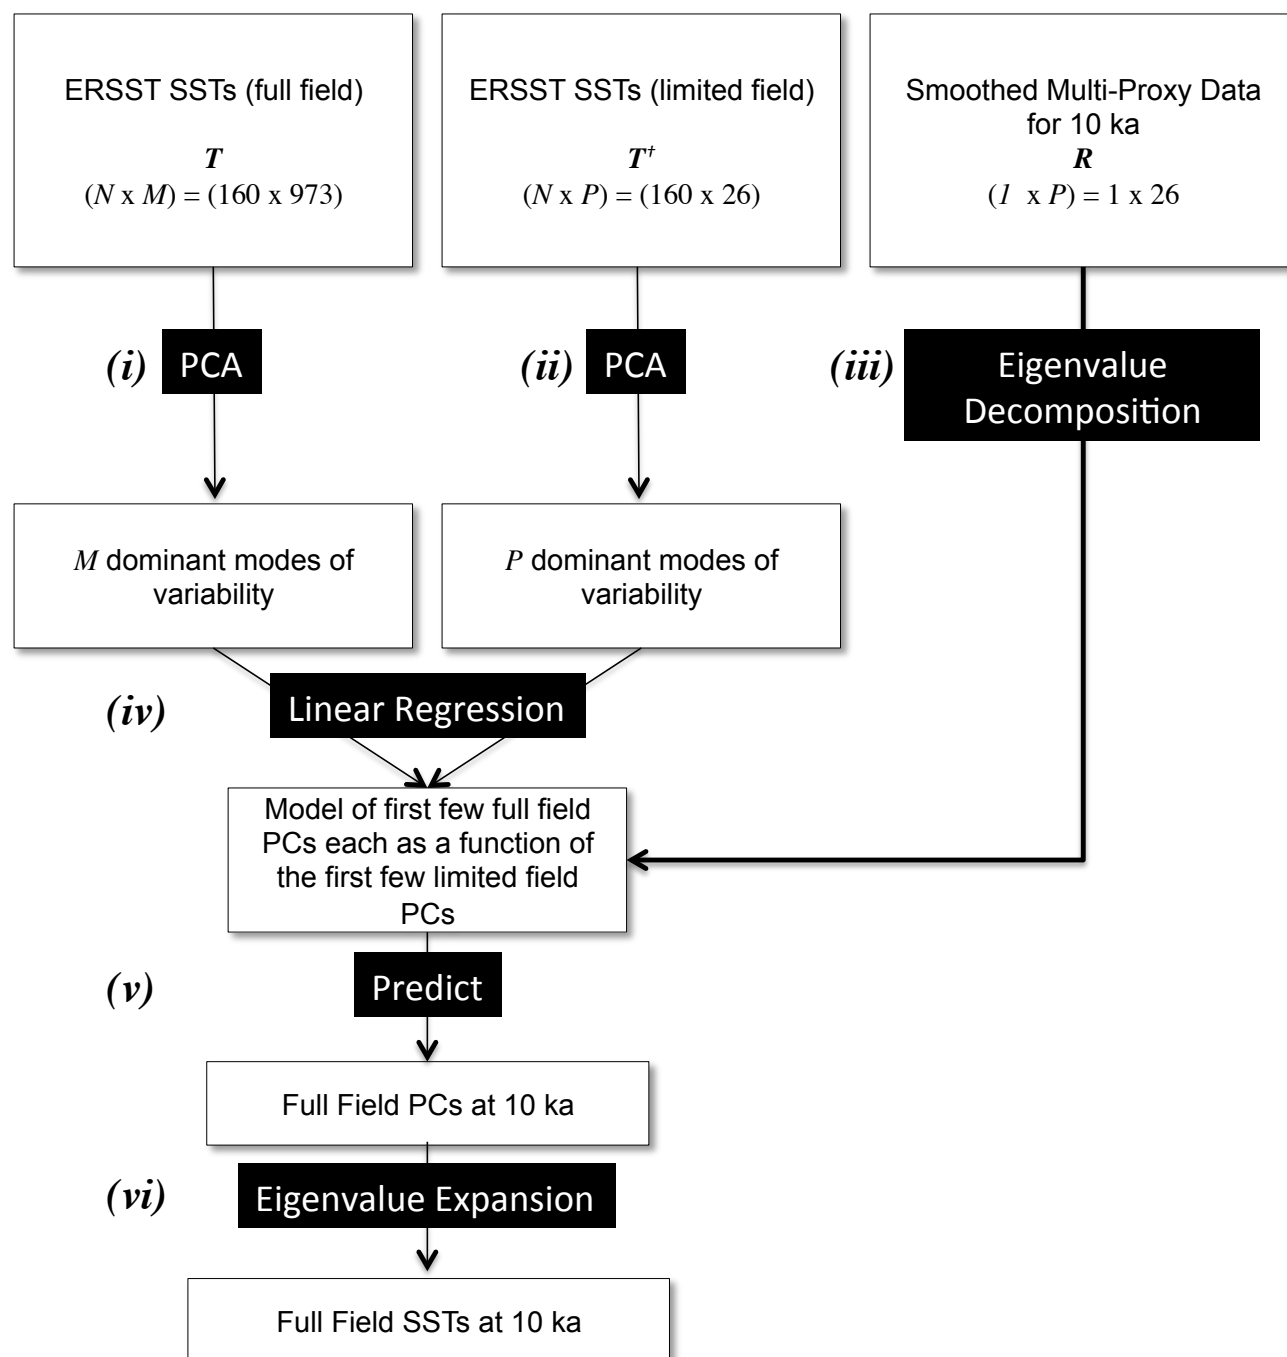 ERSST SSTs (full field)
T
(N x M) = (160 x 973)
ERSST SSTs (limited field)
T†
(N x P) = (160 x 26)
Smoothed Multi-Proxy Data
for 10 ka
R
(1 x P) = 1 x 26
(i) PCA
(ii) PCA
(iii) Eigenvalue
Decomposition
M dominant modes of
variability
P dominant modes of
variability
(iv) Linear Regression
Model of first few full field
PCs each as a function of
the first few limited field
PCs
(v) Predict
Full Field PCs at 10 ka
(vi) Eigenvalue Expansion
Full Field SSTs at 10 ka